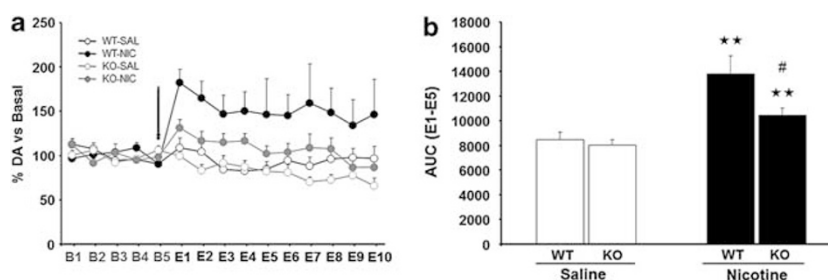 a
% DA vs Basal
250
200
150
100
50
0
WT-SAL
WT-NIC
KO-SAL
KO-NIC
B1 B2 B3 B4 B5 E1 E2 E3 E4 E5 E6 E7 E8 E9 E10
b
AUC (E1-E5)
18000
16000
14000
12000
10000
8000
6000
4000
2000
0
★★
#
★★
WT KO WT KO
Saline Nicotine